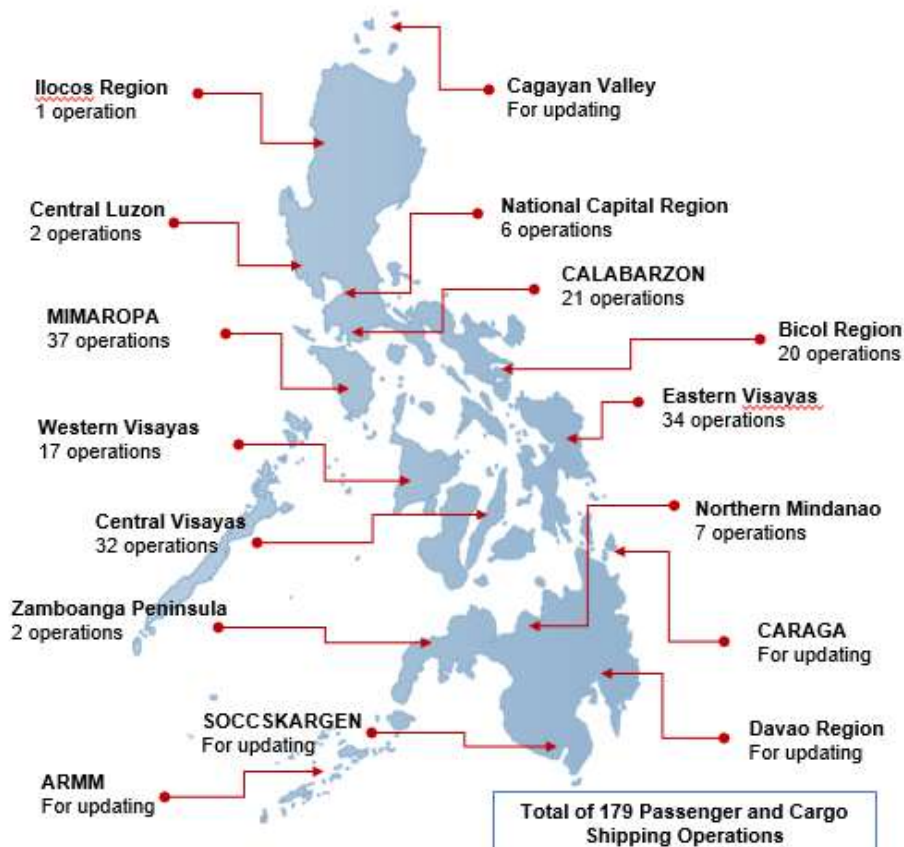 Ilocos Region
1 operation
Cagayan Valley
For updating
Central Luzon
2 operations
National Capital Region
6 operations
CALABARZON
21 operations
MIMAROPA
37 operations
Bicol Region
20 operations
Eastern Visayas
34 operations
Western Visayas
17 operations
Northern Mindanao
7 operations
Central Visayas
32 operations
Zamboanga Peninsula
2 operations
CARAGA
For updating
SOCCSKARGEN
For updating
Davao Region
For updating
ARMM
For updating
Total of 179 Passenger and Cargo
Shipping Operations